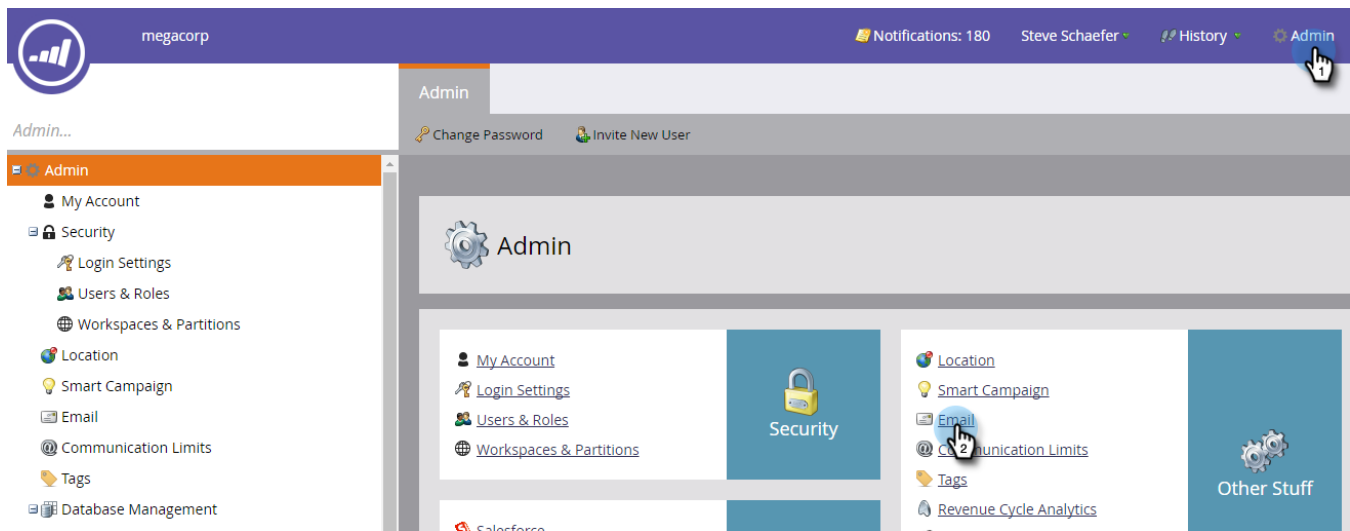 megacorp
Notifications: 180
Steve Schaefer
History
Admin
1
Admin
Admin...
Change Password
Invite New User
Admin
My Account
Security
Login Settings
Users & Roles
Workspaces & Partitions
Location
Smart Campaign
Email
Communication Limits
Tags
Database Management
Admin
My Account
Login Settings
Users & Roles
Workspaces & Partitions
Security
Salesforce
Location
Smart Campaign
Email
2
Communication Limits
Tags
Revenue Cycle Analytics
Other Stuff